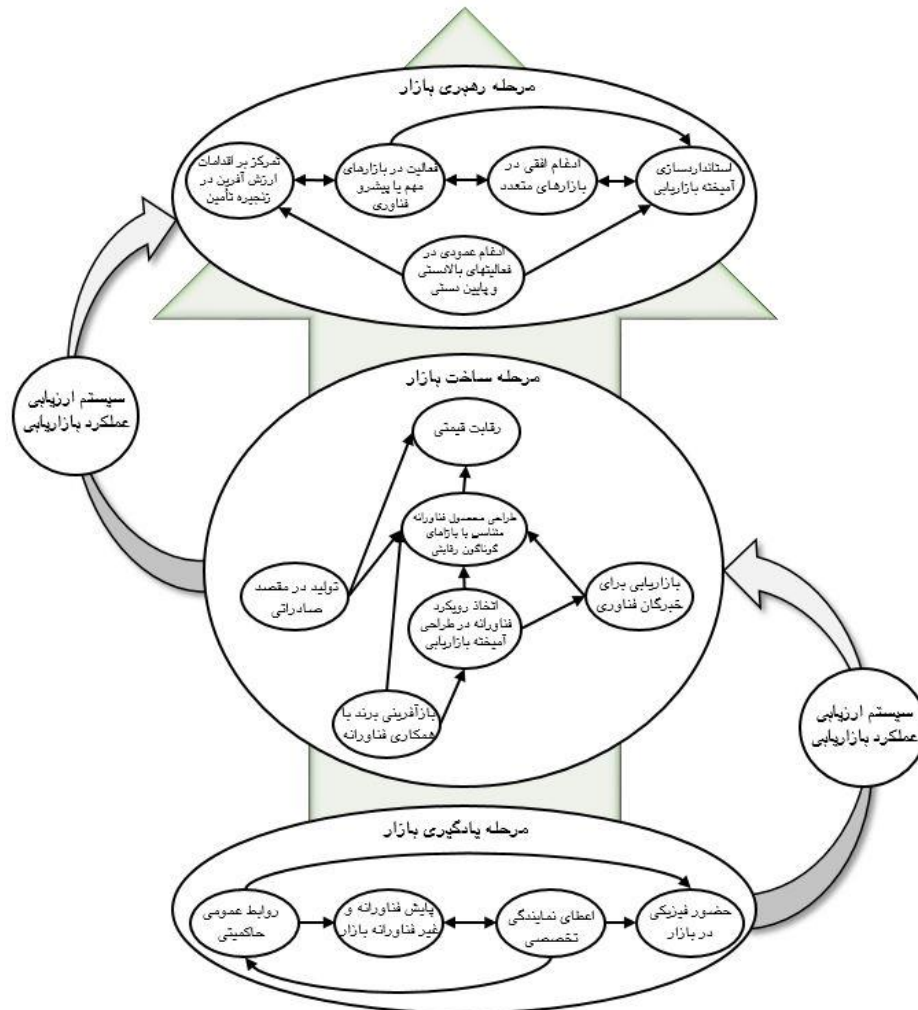 مرحله رهبری بازار
استانداردسازی
آمیخته بازاریابی
ادغام افقی در
بازارهای متعدد
فعالیت در بازارهای
مهم یا پیشرو
فناوری
تمرکز بر اقدامات
ارزش آفرین در
زنجیره تأمین
ادغام عمودی در
فعالیتهای بالادستی
و پایین دستی
سیستم ارزیابی
عملکرد بازاریابی
مرحله ساخت بازار
رقابت قیمتی
طراحی محصول فناورانه
متناسب با بازاهای
گوناگون رقابتی
بازاریابی برای
خبرگان فناوری
اتخاذ رویکرد
فناورانه در طراحی
آمیخته بازاریابی
تولید در مقصد
صادراتی
بازآفرینی برند با
همکاری فناورانه
سیستم ارزیابی
عملکرد بازاریابی
مرحله یادگیری بازار
حضور فیزیکی
در بازار
اعطای نمایندگی
تخصصی
پایش فناورانه و
غیر فناورانه بازار
روابط عمومی
حاکمیتی